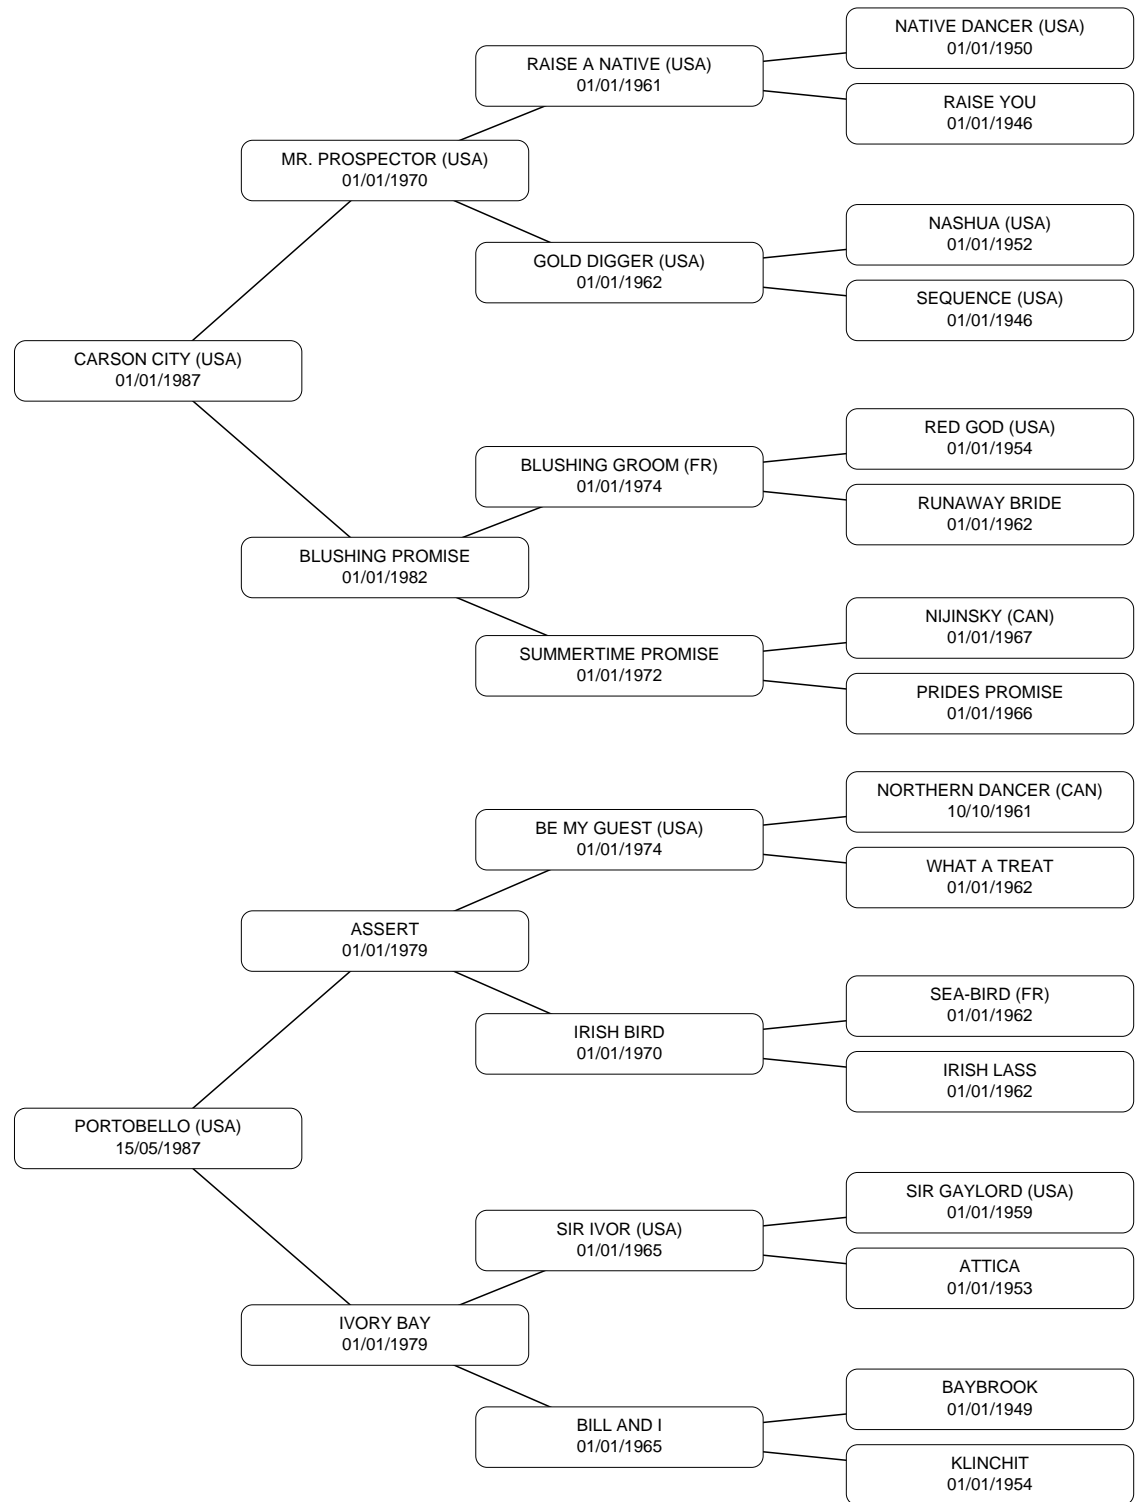 NATIVE DANCER (USA)
01/01/1950
RAISE A NATIVE (USA)
01/01/1961
RAISE YOU
01/01/1946
MR. PROSPECTOR (USA)
01/01/1970
NASHUA (USA)
01/01/1952
GOLD DIGGER (USA)
01/01/1962
SEQUENCE (USA)
01/01/1946
CARSON CITY (USA)
01/01/1987
RED GOD (USA)
01/01/1954
BLUSHING GROOM (FR)
01/01/1974
RUNAWAY BRIDE
01/01/1962
BLUSHING PROMISE
01/01/1982
NIJINSKY (CAN)
01/01/1967
SUMMERTIME PROMISE
01/01/1972
PRIDES PROMISE
01/01/1966
NORTHERN DANCER (CAN)
10/10/1961
BE MY GUEST (USA)
01/01/1974
WHAT A TREAT
01/01/1962
ASSERT
01/01/1979
SEA-BIRD (FR)
01/01/1962
IRISH BIRD
01/01/1970
IRISH LASS
01/01/1962
PORTOBELLO (USA)
15/05/1987
SIR GAYLORD (USA)
01/01/1959
SIR IVOR (USA)
01/01/1965
ATTICA
01/01/1953
IVORY BAY
01/01/1979
BAYBROOK
01/01/1949
BILL AND I
01/01/1965
KLINCHIT
01/01/1954